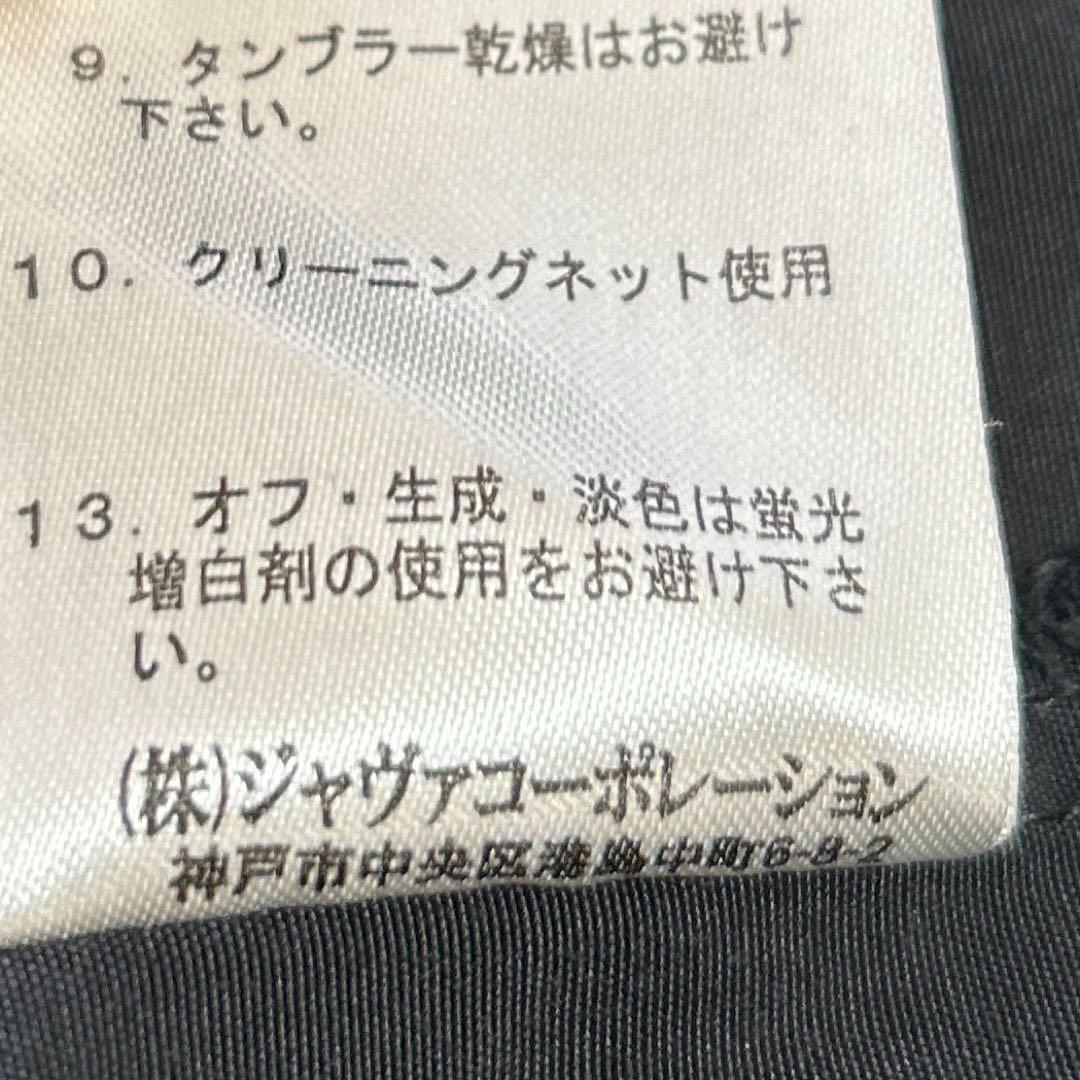 9. タンブラー乾燥はお避け
下さい。
10. クリーニングネット使用
13. オフ・生成・淡色は蛍光
増白剤の使用をお避け下さ
い。
(株)ジャヴァコーポレーション
神戸市中央区港島中町6-8-2